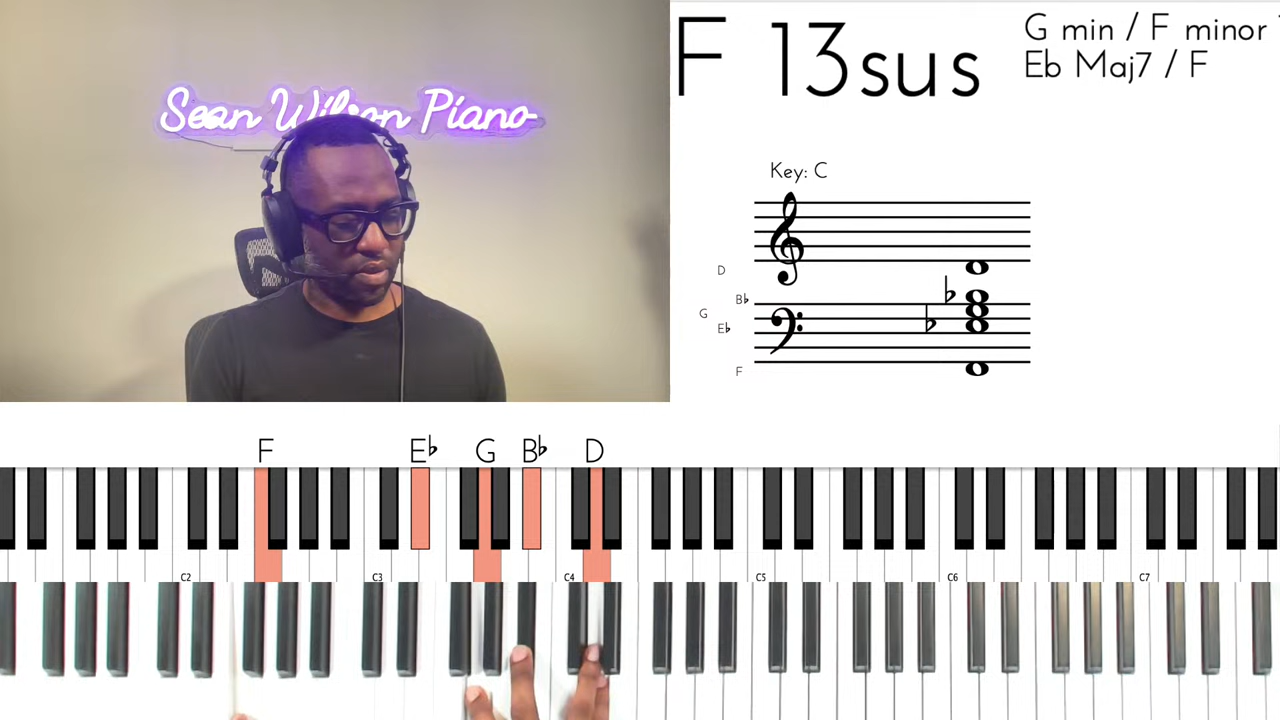 Sean Wilson Piano
F 13sus
G min / F minor
Eb Maj7 / F
Key: C
D
B♭
G
E♭
F
F
E♭
G
B♭
D
C2
C3
C4
C5
C6
C7